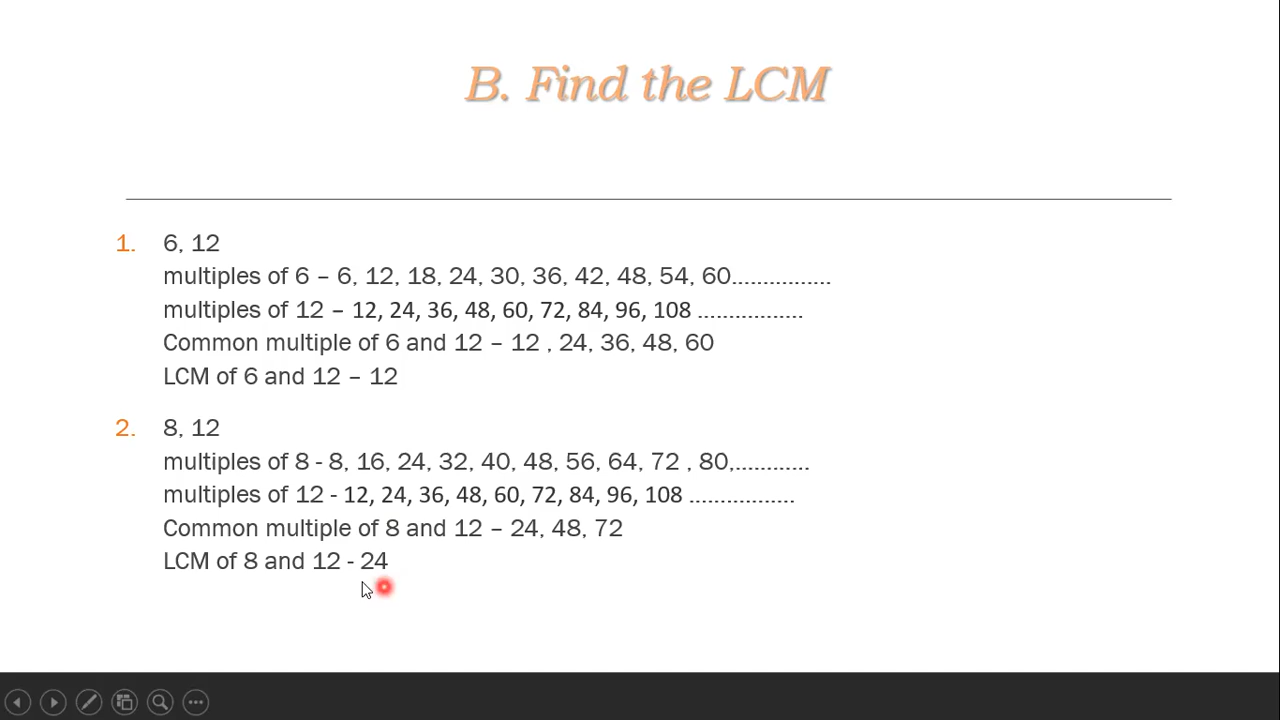 B. Find the LCM
1. 6, 12
multiples of 6 – 6, 12, 18, 24, 30, 36, 42, 48, 54, 60................
multiples of 12 – 12, 24, 36, 48, 60, 72, 84, 96, 108 .................
Common multiple of 6 and 12 – 12 , 24, 36, 48, 60
LCM of 6 and 12 – 12
2. 8, 12
multiples of 8 - 8, 16, 24, 32, 40, 48, 56, 64, 72 , 80,............
multiples of 12 - 12, 24, 36, 48, 60, 72, 84, 96, 108 .................
Common multiple of 8 and 12 – 24, 48, 72
LCM of 8 and 12 - 24